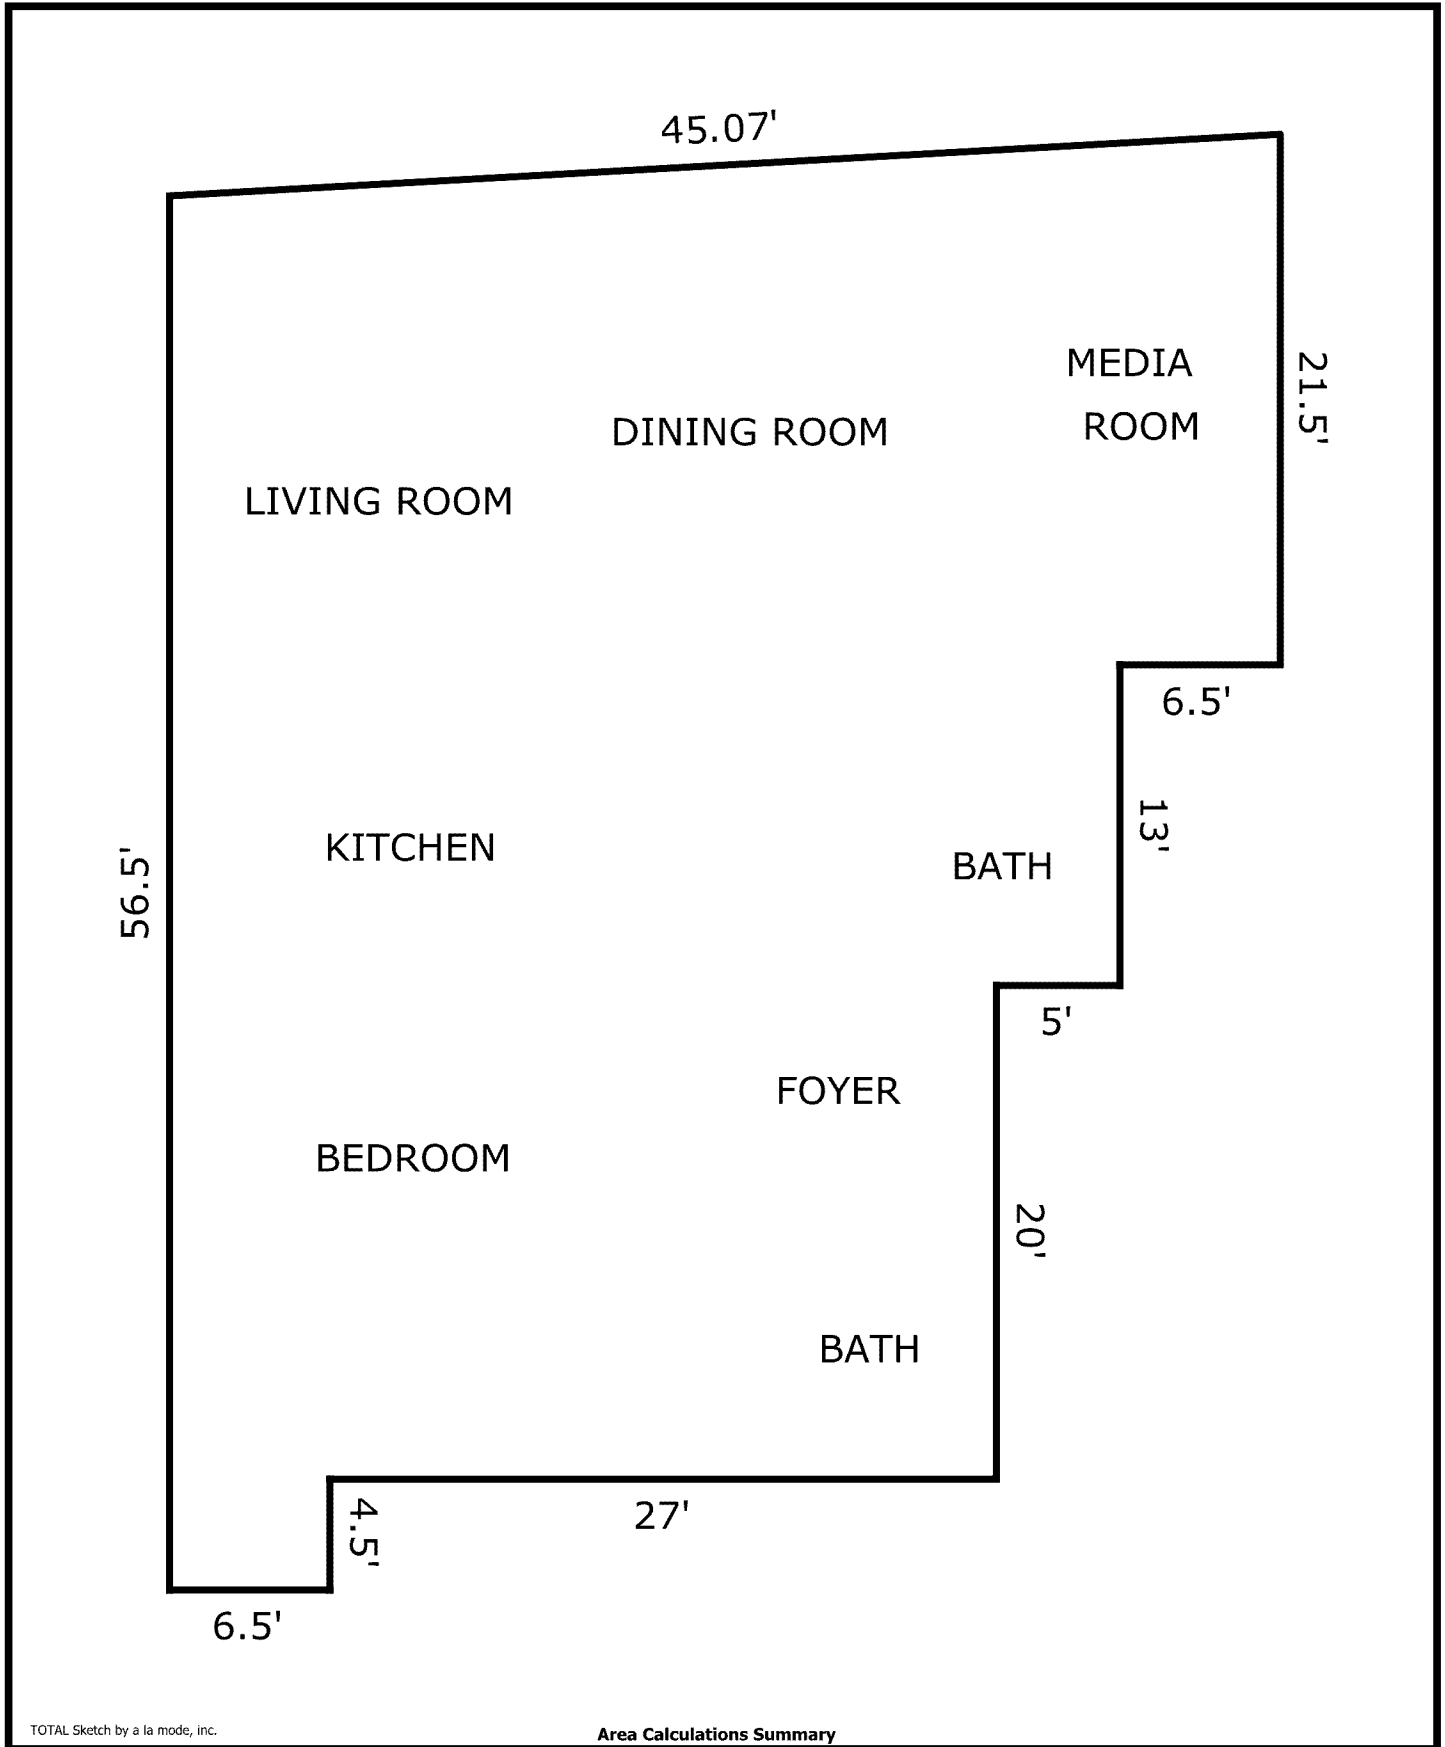 45.07'
MEDIA
ROOM
21.5'
DINING ROOM
LIVING ROOM
6.5'
13'
KITCHEN
BATH
56.5'
5'
FOYER
BEDROOM
20'
BATH
27'
4.5'
6.5'
TOTAL Sketch by a la mode, inc.
Area Calculations Summary